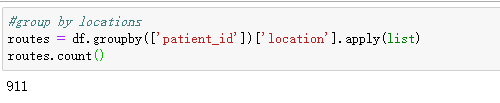 #group by locations
routes = df.groupby(['patient_id'])['location'].apply(list)
routes.count()
911